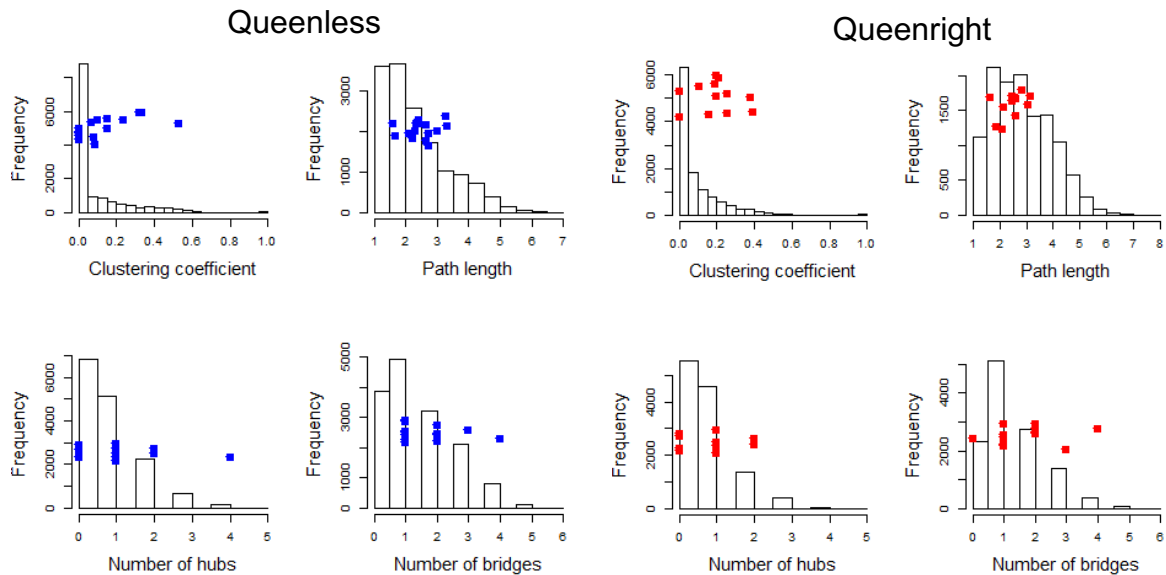 Queenless
Queenright
Frequency
0 2000 4000 6000
0.0 0.2 0.4 0.6 0.8 1.0
Clustering coefficient
Frequency
0 1000 3000
1 2 3 4 5 6 7
Path length
Frequency
0 1000 2000 3000 4000 5000 6000
0.0 0.2 0.4 0.6 0.8 1.0
Clustering coefficient
Frequency
0 500 1500
1 2 3 4 5 6 7 8
Path length
Frequency
0 2000 4000 6000
0 1 2 3 4 5
Number of hubs
Frequency
0 1000 3000 5000
0 1 2 3 4 5 6
Number of bridges
Frequency
0 2000 4000
0 1 2 3 4 5
Number of hubs
Frequency
0 2000 4000
0 1 2 3 4 5 6
Number of bridges